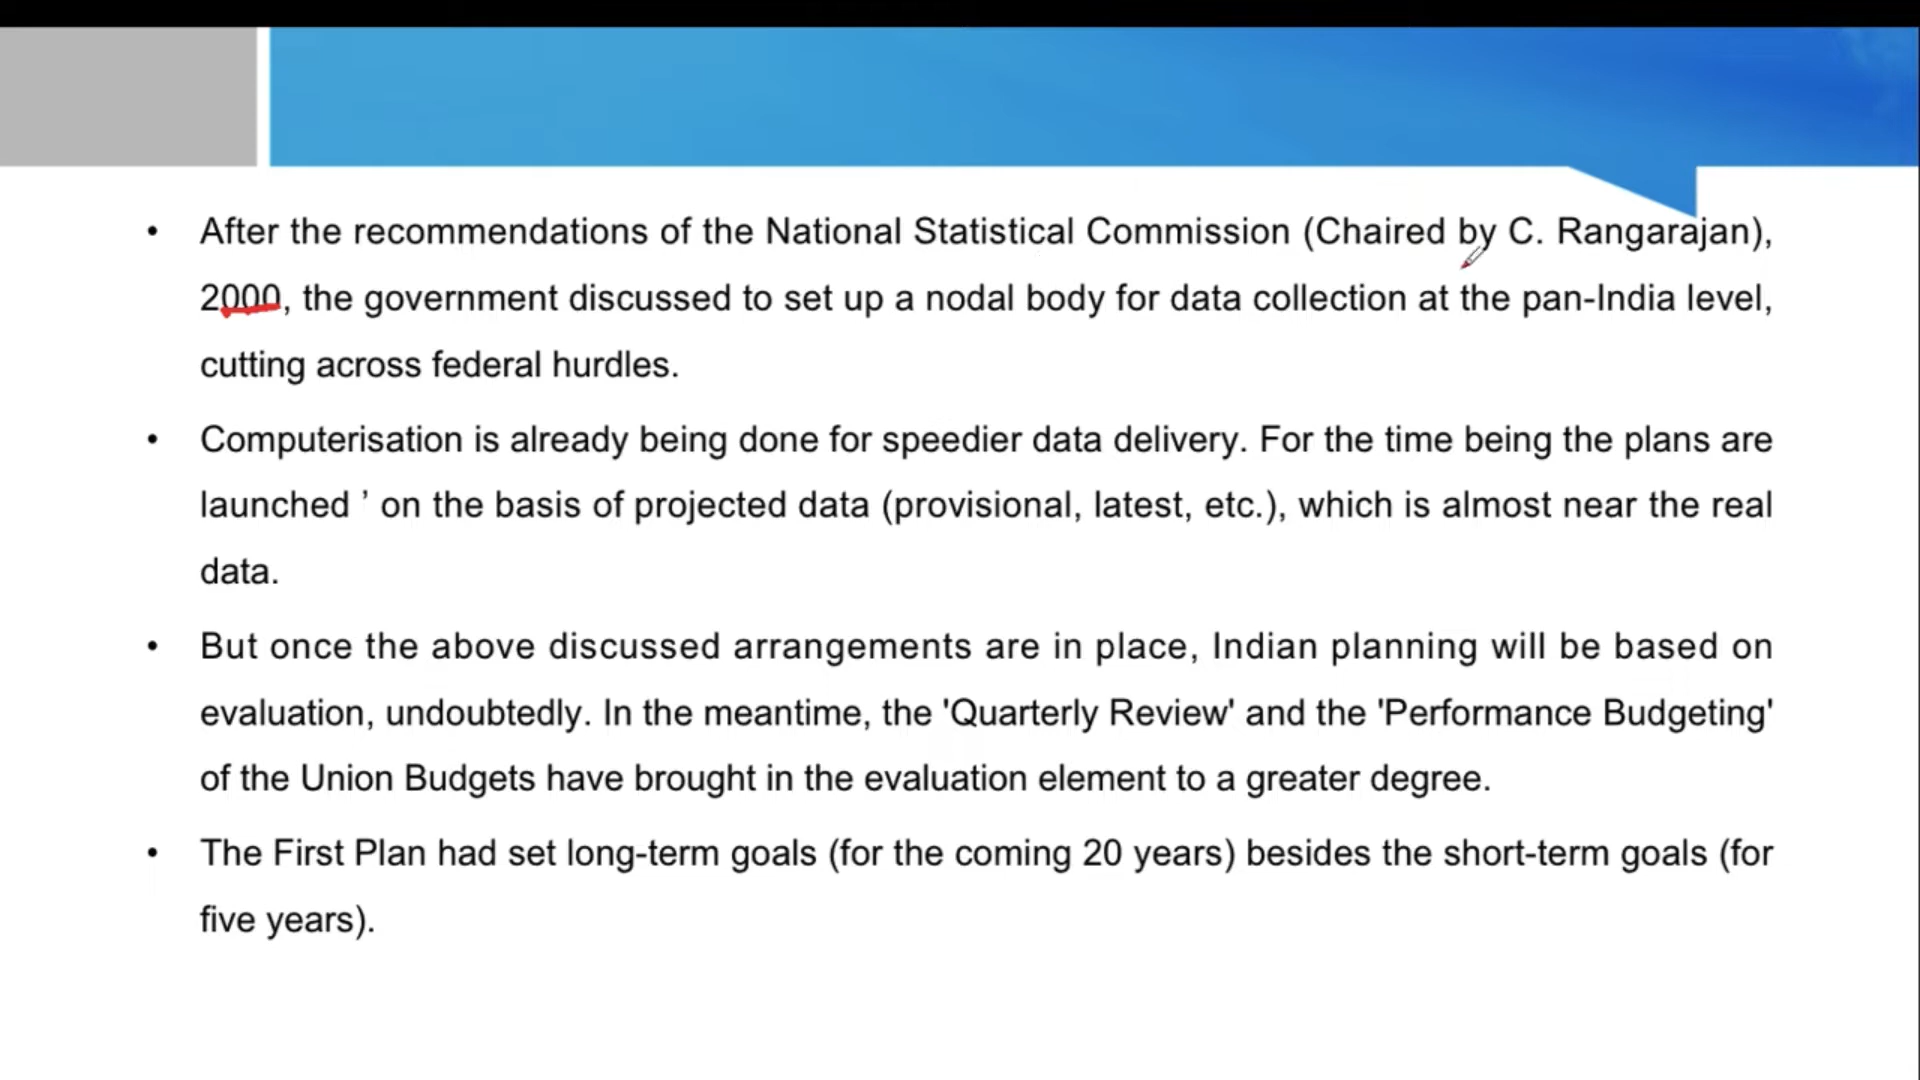 • After the recommendations of the National Statistical Commission (Chaired by C. Rangarajan),
2000, the government discussed to set up a nodal body for data collection at the pan-India level,
cutting across federal hurdles.
• Computerisation is already being done for speedier data delivery. For the time being the plans are
launched ’ on the basis of projected data (provisional, latest, etc.), which is almost near the real
data.
• But once the above discussed arrangements are in place, Indian planning will be based on
evaluation, undoubtedly. In the meantime, the 'Quarterly Review' and the 'Performance Budgeting'
of the Union Budgets have brought in the evaluation element to a greater degree.
• The First Plan had set long-term goals (for the coming 20 years) besides the short-term goals (for
five years).